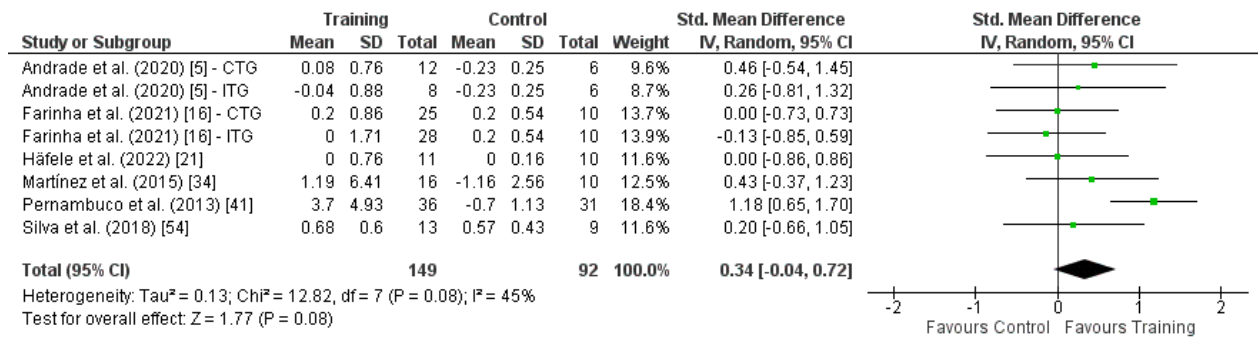 Training Control Std. Mean Difference Std. Mean Difference
Study or Subgroup Mean SD Total Mean SD Total Weight IV, Random, 95% CI IV, Random, 95% CI
Andrade et al. (2020) [5] - CTG 0.08 0.76 12 -0.23 0.25 6 9.6% 0.46 [-0.54, 1.45]
Andrade et al. (2020) [5] - ITG -0.04 0.88 8 -0.23 0.25 6 8.7% 0.26 [-0.81, 1.32]
Farinha et al. (2021) [16] - CTG 0.2 0.86 25 0.2 0.54 10 13.7% 0.00 [-0.73, 0.73]
Farinha et al. (2021) [16] - ITG 0 1.71 28 0.2 0.54 10 13.9% -0.13 [-0.85, 0.59]
Häfele et al. (2022) [21] 0 0.76 11 0 0.16 10 11.6% 0.00 [-0.86, 0.86]
Martínez et al. (2015) [34] 1.19 6.41 16 -1.16 2.56 10 12.5% 0.43 [-0.37, 1.23]
Pernambuco et al. (2013) [41] 3.7 4.93 36 -0.7 1.13 31 18.4% 1.18 [0.65, 1.70]
Silva et al. (2018) [54] 0.68 0.6 13 0.57 0.43 9 11.6% 0.20 [-0.66, 1.05]
Total (95% CI) 149 92 100.0% 0.34 [-0.04, 0.72]
Heterogeneity: Tau² = 0.13; Chi² = 12.82, df = 7 (P = 0.08); I² = 45%
Test for overall effect: Z = 1.77 (P = 0.08)
-2 -1 0 1 2
Favours Control Favours Training